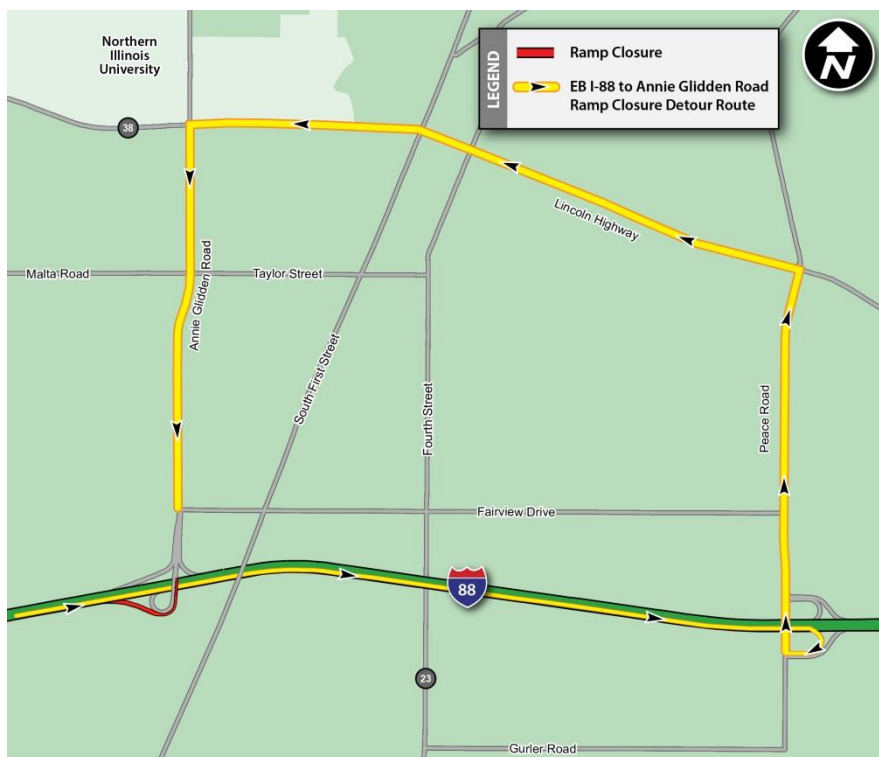 Northern
Illinois
University
LEGEND
Ramp Closure
EB I-88 to Annie Glidden Road
Ramp Closure Detour Route
N
38
Lincoln Highway
Malta Road
Taylor Street
Annie Glidden Road
South First Street
Fourth Street
Peace Road
Fairview Drive
88
23
Gurler Road